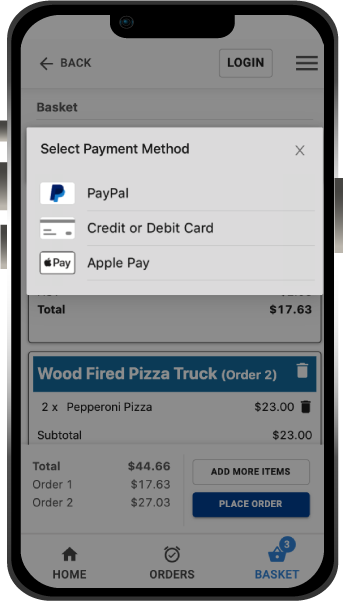 BACK
LOGIN
Basket
Select Payment Method
X
PayPal
Credit or Debit Card
Pay Apple Pay
Total $17.63
Wood Fired Pizza Truck (Order 2)
2 x Pepperoni Pizza $23.00
Subtotal $23.00
Total $44.66
Order 1 $17.63
Order 2 $27.03
ADD MORE ITEMS
PLACE ORDER
3
HOME ORDERS BASKET